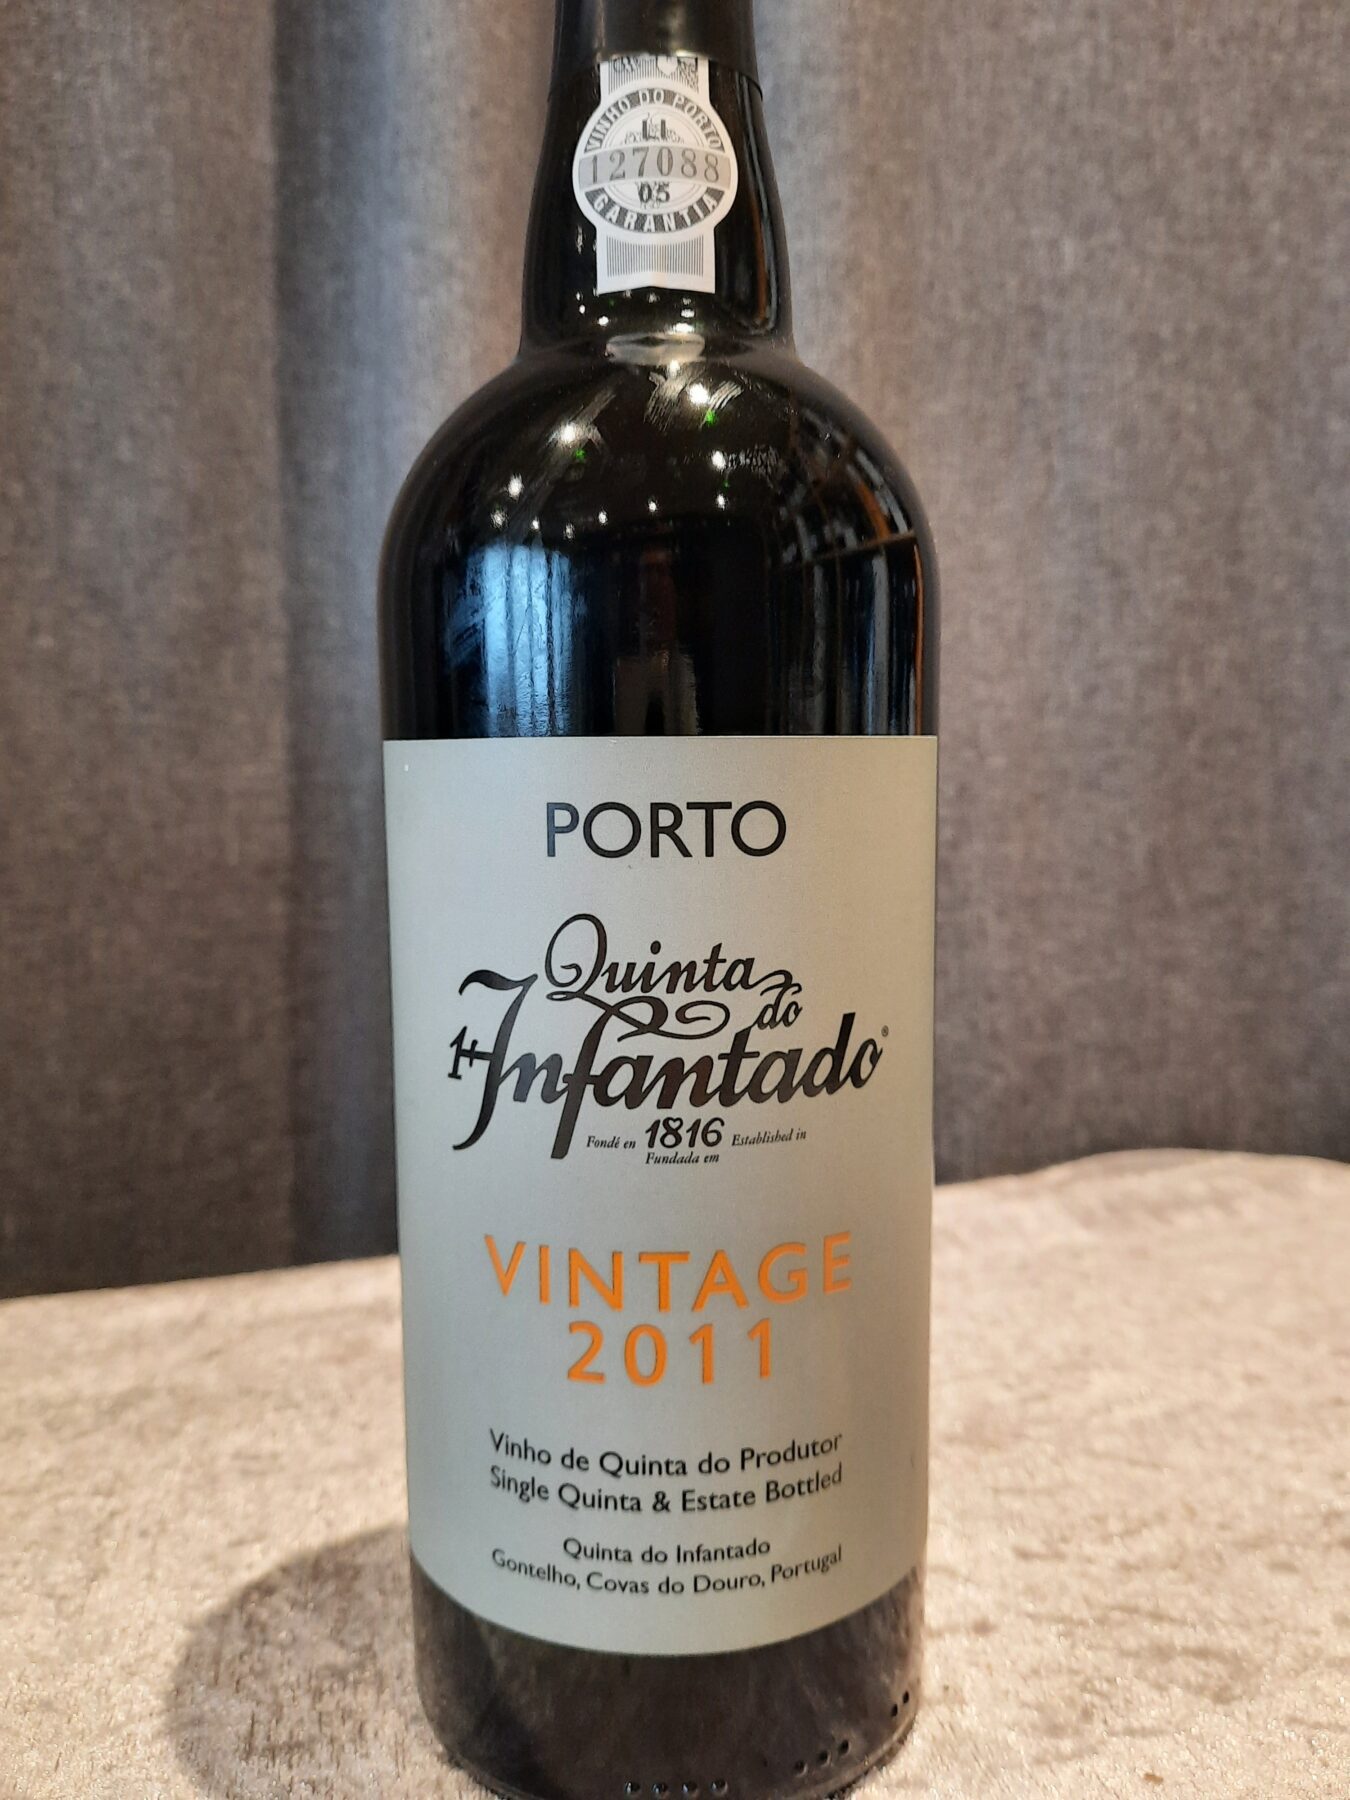 VINHO DO PORTO
127088
05
GARANTIA
PORTO
Quinta
do
Infantado®
Fondé en 1816 Established in
Fundada em
VINTAGE
2011
Vinho de Quinta do Produtor
Single Quinta & Estate Bottled
Quinta do Infantado
Gontelho, Covas do Douro, Portugal